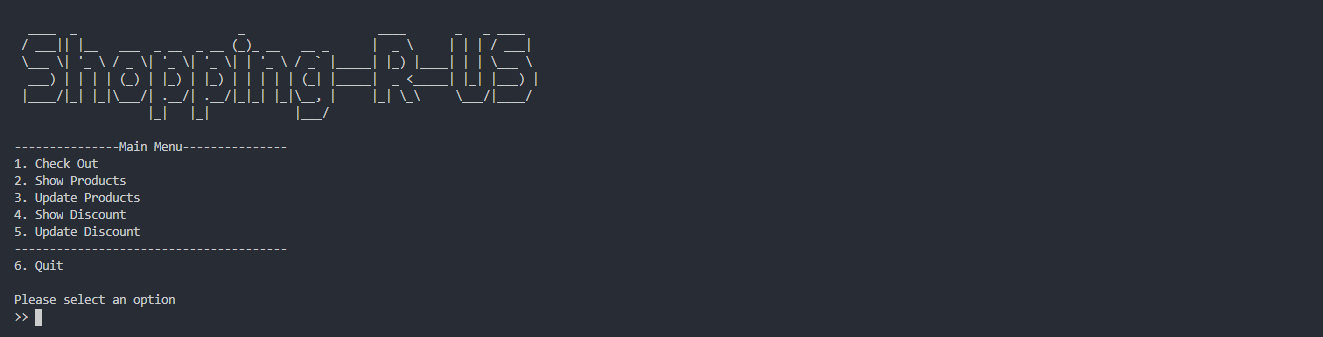 Shopping-R-US
---------------Main Menu---------------
1. Check Out
2. Show Products
3. Update Products
4. Show Discount
5. Update Discount
---------------------------------------
6. Quit
Please select an option
>>